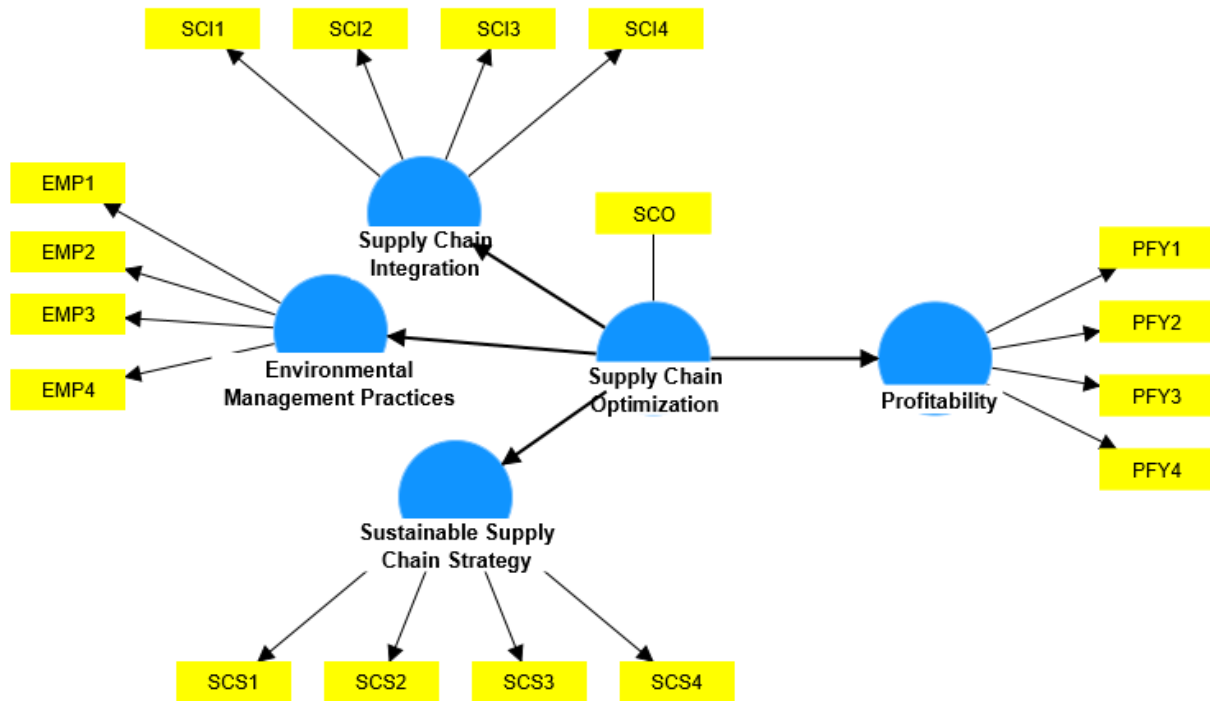 SCI1
SCI2
SCI3
SCI4
EMP1
EMP2
EMP3
EMP4
Supply Chain
Integration
SCO
PFY1
PFY2
PFY3
PFY4
Environmental
Management Practices
Supply Chain
Optimization
Profitability
Sustainable Supply
Chain Strategy
SCS1
SCS2
SCS3
SCS4